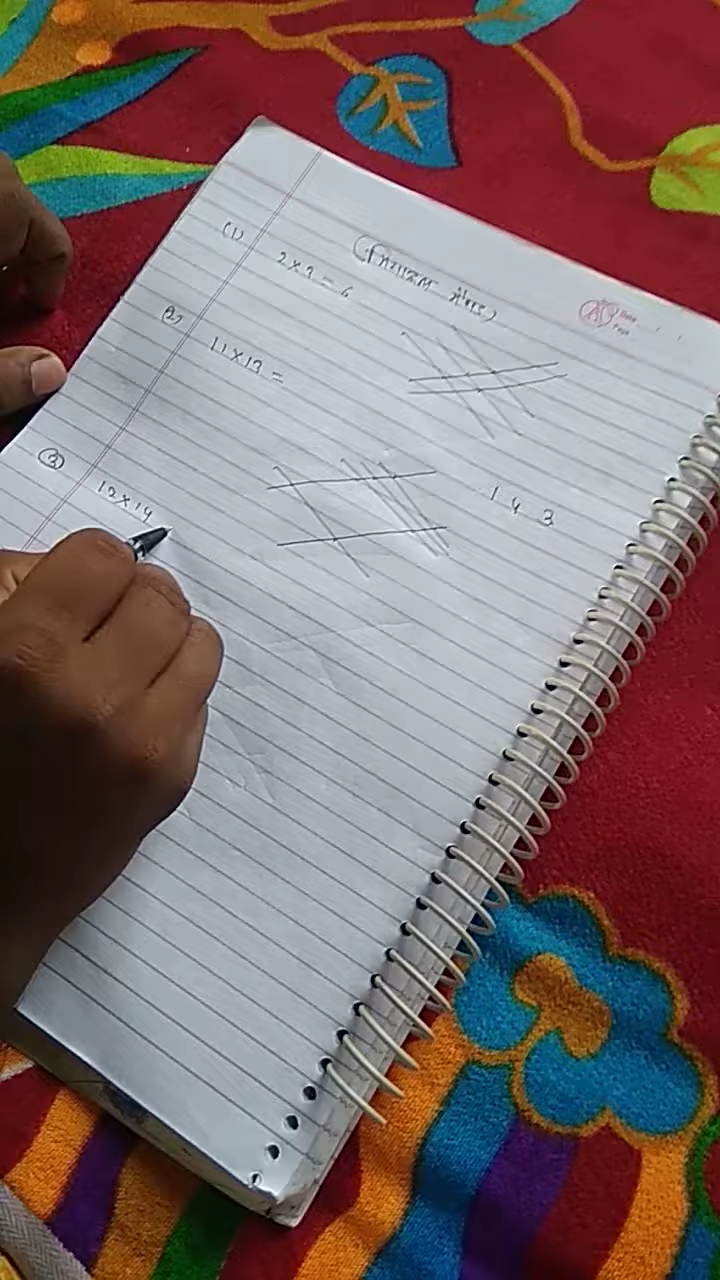 (1) 2×3 = 6
(2) 11×13 =
1 4 3
(3) 12×14